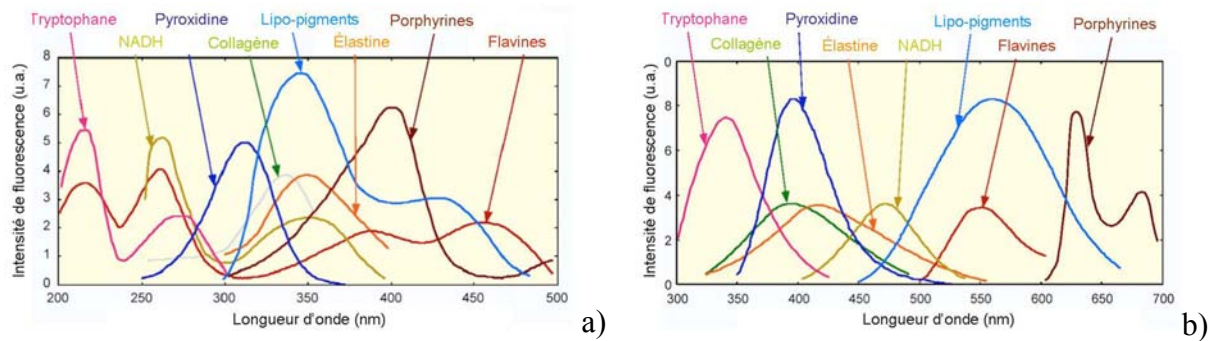 Tryptophane Pyroxidine Lipo-pigments Porphyrines
NADH Collagène Élastine Flavines
Intensité de fluorescence (u.a.)
8
7
6
5
4
3
2
1
0
200 250 300 350 400 450 500
Longueur d'onde (nm)
a)
Tryptophane Pyroxidine Lipo-pigments Porphyrines
Collagène Élastine NADH Flavines
Intensité de fluorescence (u.a.)
0
8
6
4
2
0
300 350 400 450 500 550 600 650 700
Longueur d'onde (nm)
b)